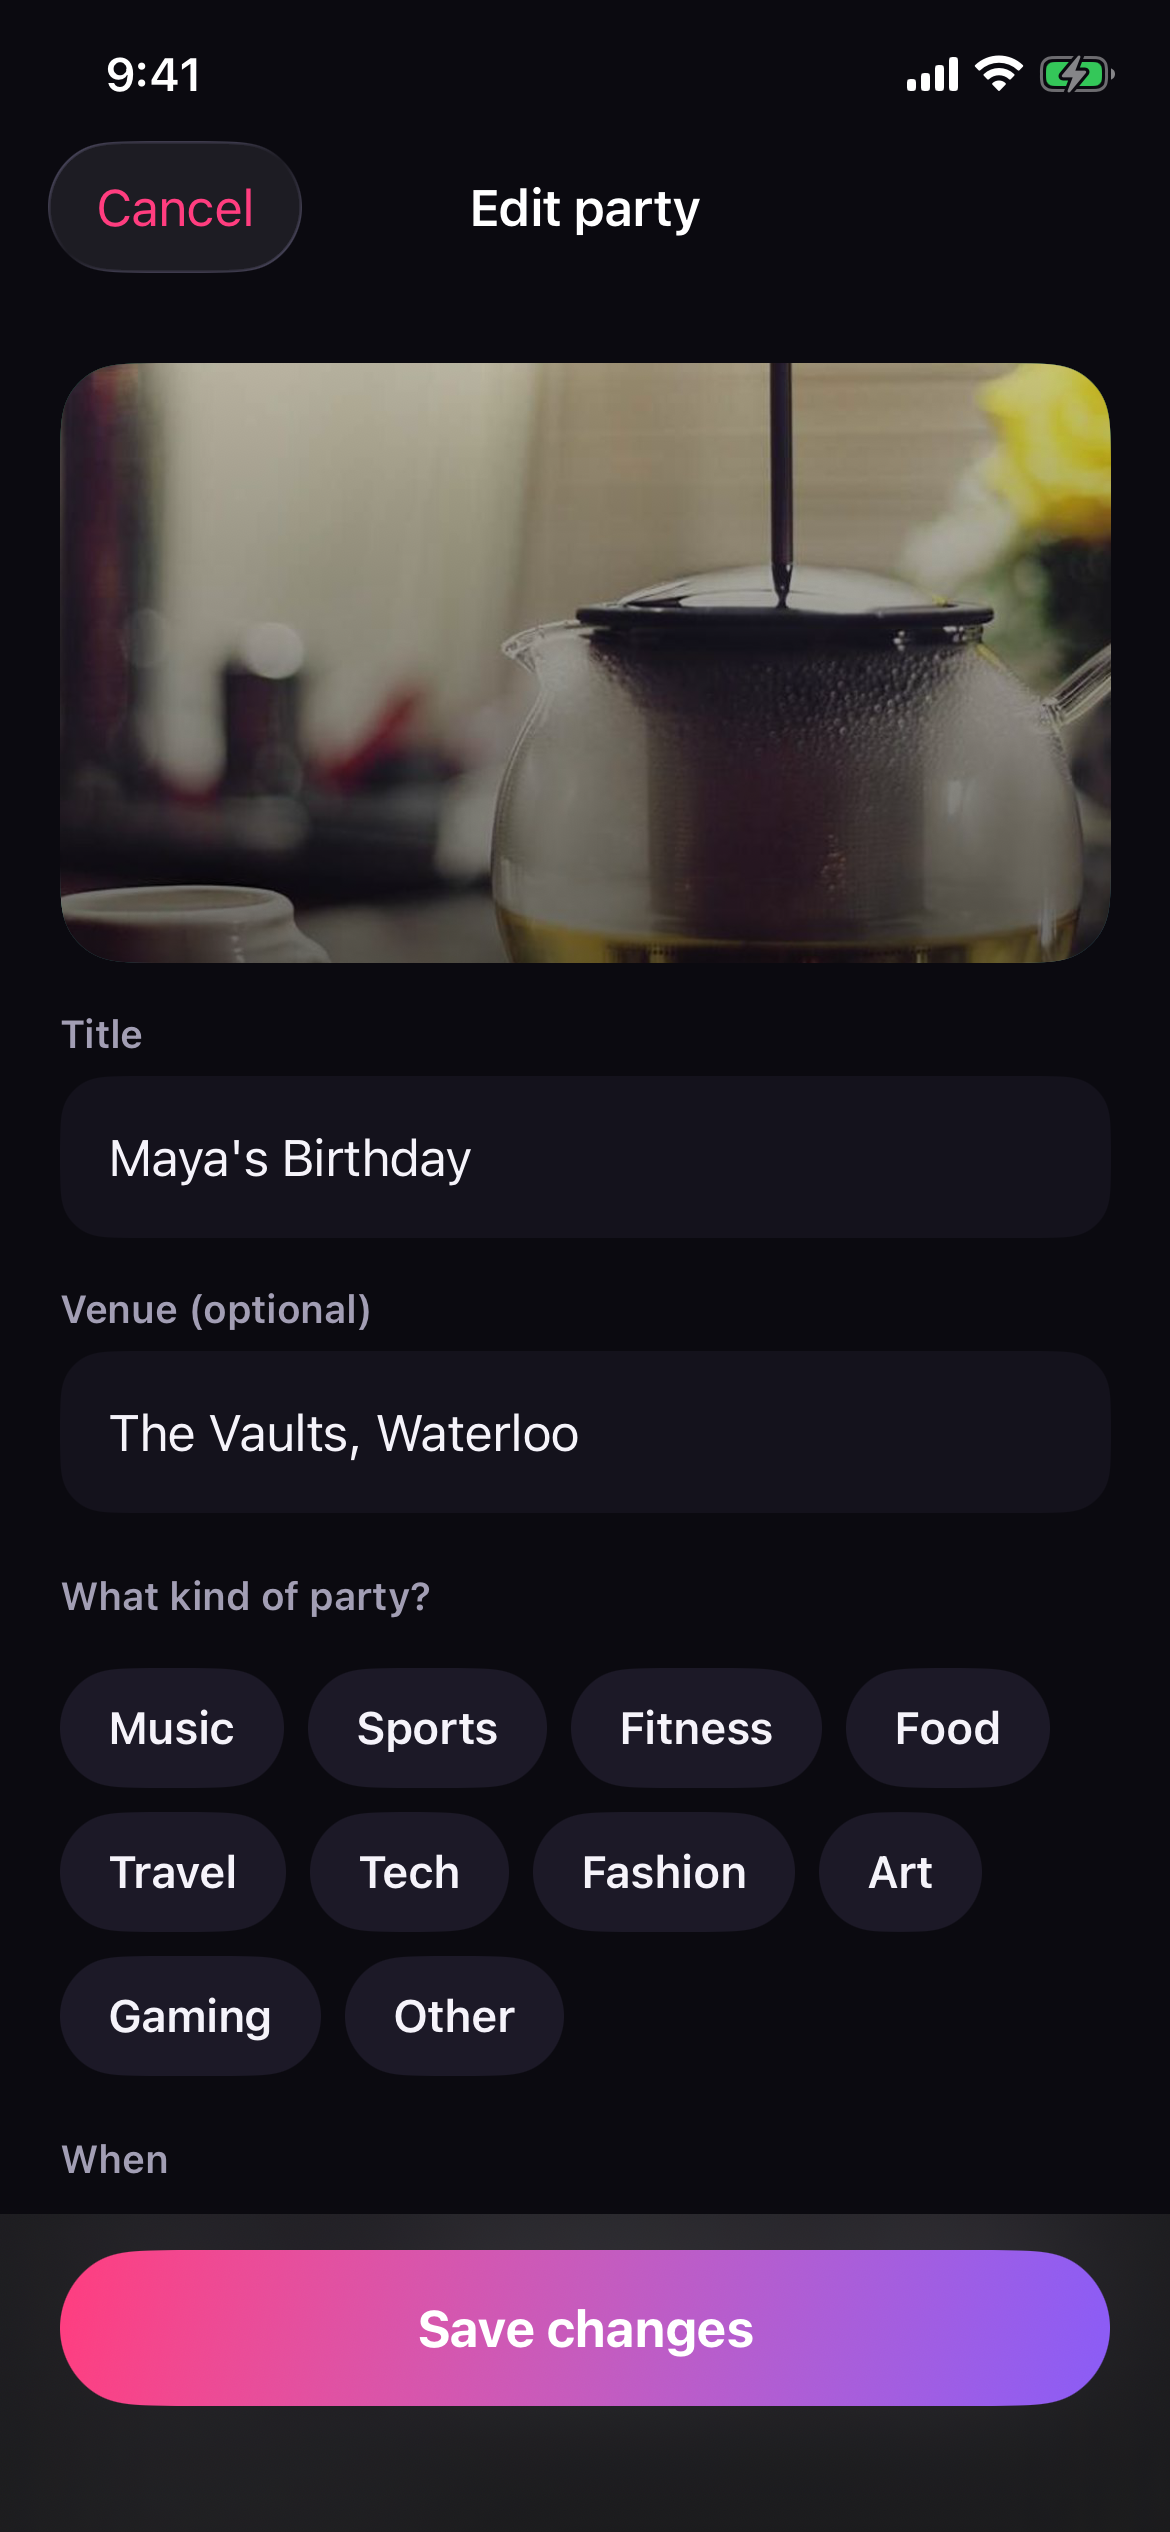 9:41
Cancel
Edit party
Title
Maya's Birthday
Venue (optional)
The Vaults, Waterloo
What kind of party?
Music Sports Fitness Food
Travel Tech Fashion Art
Gaming Other
When
Save changes